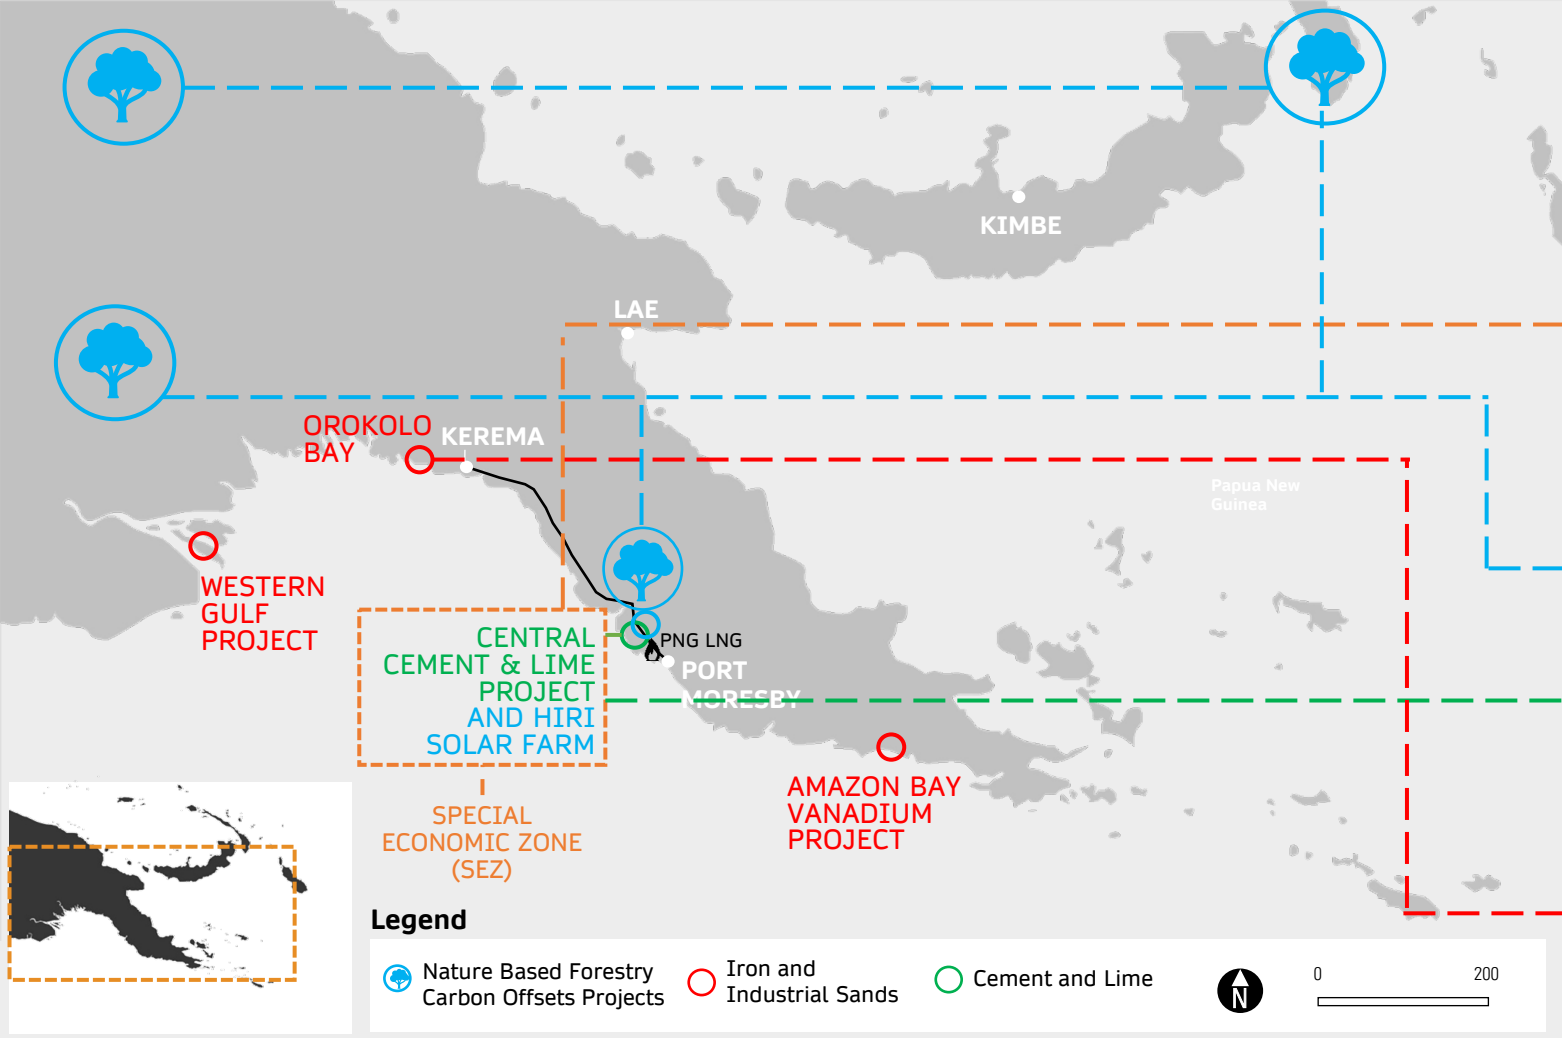 KIMBE
LAE
OROKOLO
BAY
KEREMA
Papua New
Guinea
WESTERN
GULF
PROJECT
CENTRAL
CEMENT & LIME
PROJECT
AND HIRI
SOLAR FARM
PNG LNG
PORT
MORESBY
AMAZON BAY
VANADIUM
PROJECT
SPECIAL
ECONOMIC ZONE
(SEZ)
Legend
Nature Based Forestry
Carbon Offsets Projects
Iron and
Industrial Sands
Cement and Lime
N
0 200